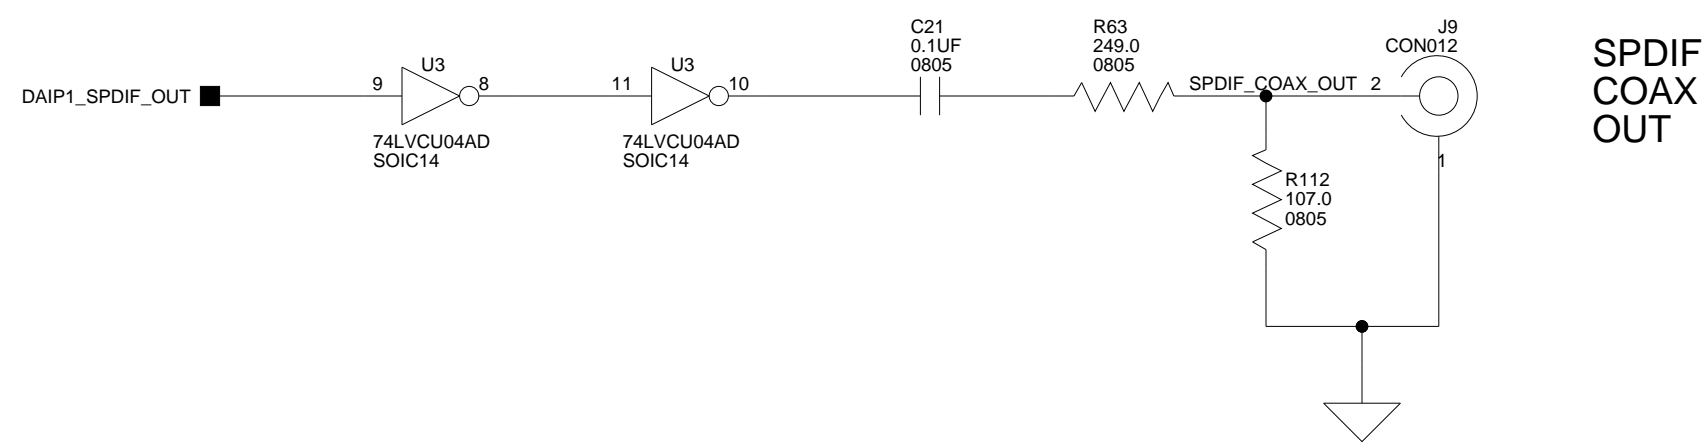 DAIP1_SPDIF_OUT
9
U3
8
74LVCU04AD
SOIC14
11
U3
10
74LVCU04AD
SOIC14
C21
0.1UF
0805
R63
249.0
0805
SPDIF_COAX_OUT
2
J9
CON012
1
R112
107.0
0805
SPDIF
COAX
OUT